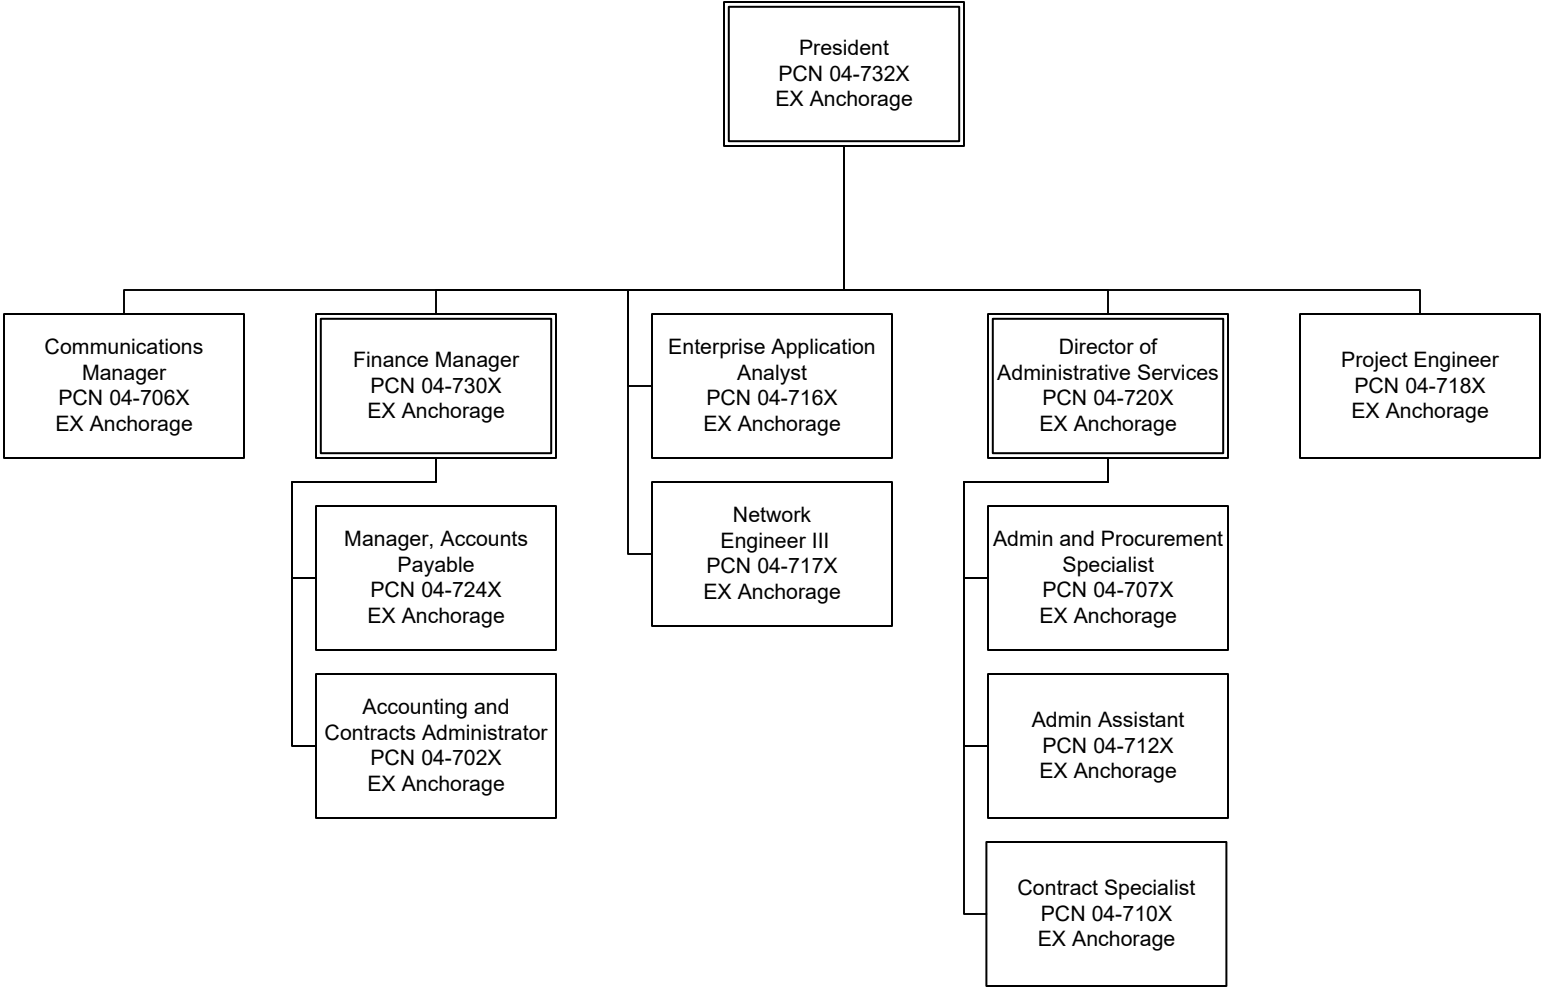 President
PCN 04-732X
EX Anchorage
Communications
Manager
PCN 04-706X
EX Anchorage
Finance Manager
PCN 04-730X
EX Anchorage
Enterprise Application
Analyst
PCN 04-716X
EX Anchorage
Director of
Administrative Services
PCN 04-720X
EX Anchorage
Project Engineer
PCN 04-718X
EX Anchorage
Manager, Accounts
Payable
PCN 04-724X
EX Anchorage
Network
Engineer III
PCN 04-717X
EX Anchorage
Admin and Procurement
Specialist
PCN 04-707X
EX Anchorage
Accounting and
Contracts Administrator
PCN 04-702X
EX Anchorage
Admin Assistant
PCN 04-712X
EX Anchorage
Contract Specialist
PCN 04-710X
EX Anchorage